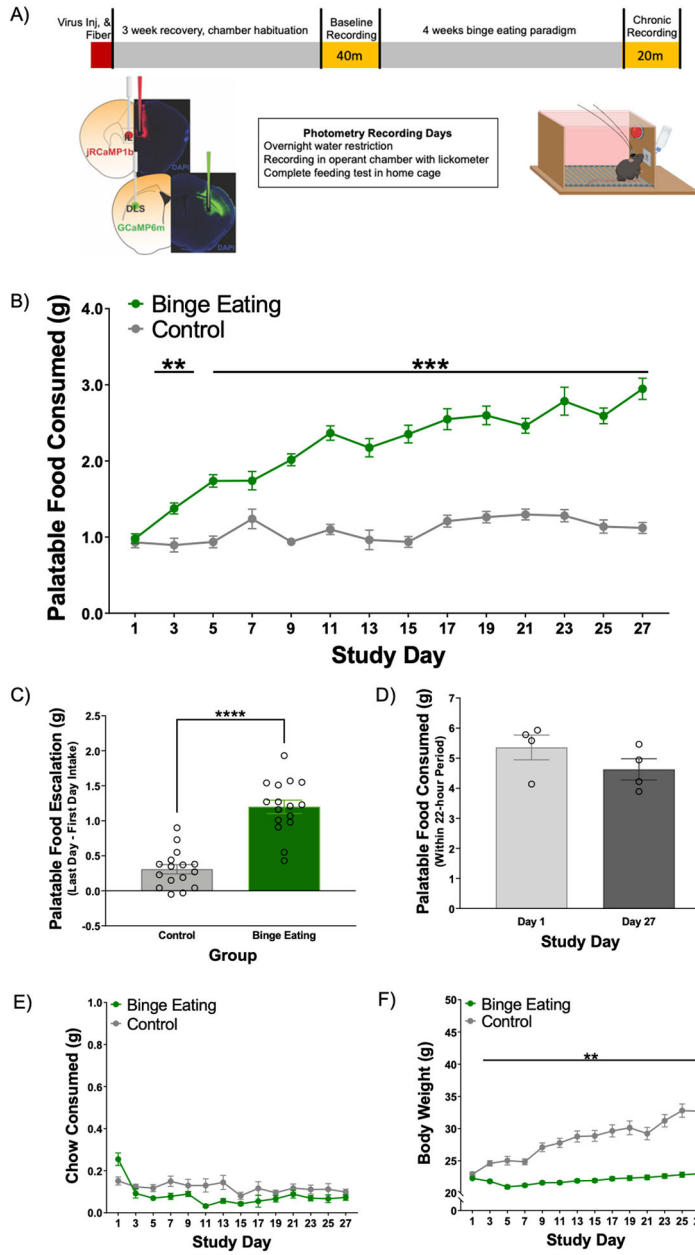 A)
Virus Inj, &
Fiber
3 week recovery, chamber habituation
Baseline
Recording
40m
4 weeks binge eating paradigm
Chronic
Recording
20m
IL
jRCaMP1b
DAPI
DLS
GCaMP6m
DAPI
Photometry Recording Days
Overnight water restriction
Recording in operant chamber with lickometer
Complete feeding test in home cage
B)
Palatable Food Consumed (g)
Binge Eating
Control
**
***
4.0
3.0
2.0
1.0
0.0
1 3 5 7 9 11 13 15 17 19 21 23 25 27
Study Day
C)
Palatable Food Escalation (g)
(Last Day - First Day Intake)
****
2.5
2.0
1.5
1.0
0.5
0.0
-0.5
Control Binge Eating
Group
D)
Palatable Food Consumed (g)
(Within 22-hour Period)
7
6
5
4
3
2
1
0
Day 1 Day 27
Study Day
E)
Chow Consumed (g)
Binge Eating
Control
1.0
0.8
0.6
0.4
0.2
0.0
1 3 5 7 9 11 13 15 17 19 21 23 25 27
Study Day
F)
Body Weight (g)
Binge Eating
Control
**
50
45
40
35
30
25
20
0
1 3 5 7 9 11 13 15 17 19 21 23 25
Study Day